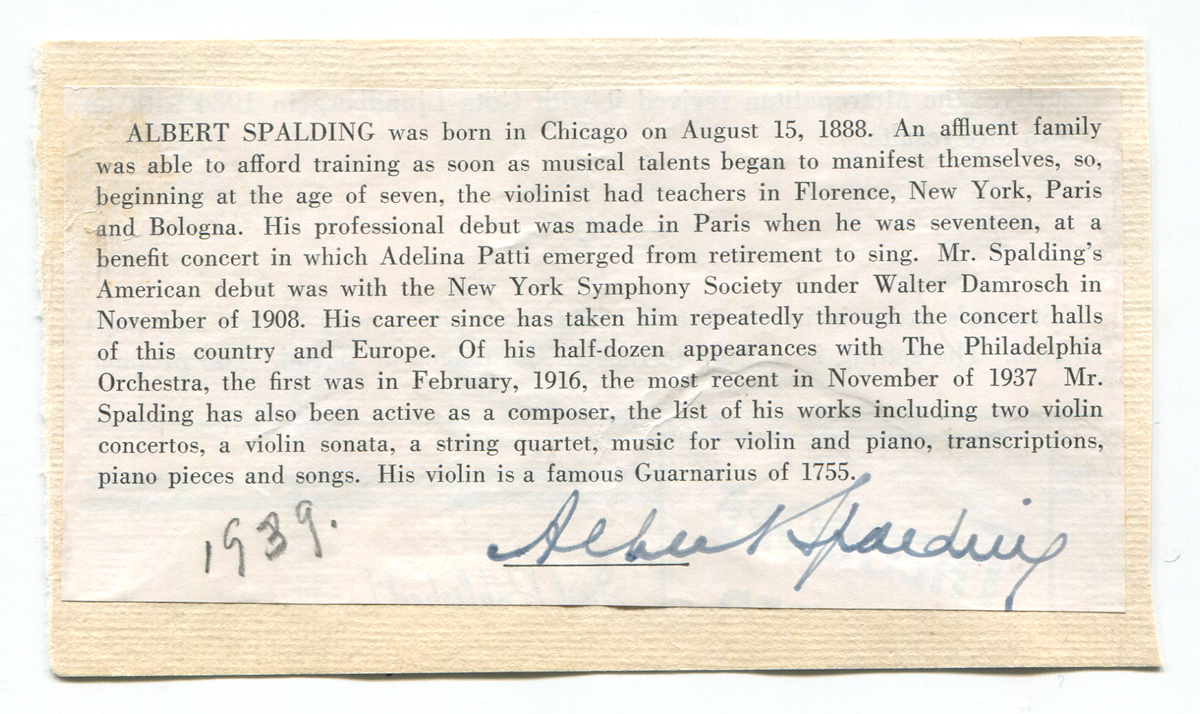 ALBERT SPALDING was born in Chicago on August 15, 1888. An affluent family
was able to afford training as soon as musical talents began to manifest themselves, so,
beginning at the age of seven, the violinist had teachers in Florence, New York, Paris
and Bologna. His professional debut was made in Paris when he was seventeen, at a
benefit concert in which Adelina Patti emerged from retirement to sing. Mr. Spalding's
American debut was with the New York Symphony Society under Walter Damrosch in
November of 1908. His career since has taken him repeatedly through the concert halls
of this country and Europe. Of his half-dozen appearances with The Philadelphia
Orchestra, the first was in February, 1916, the most recent in November of 1937 Mr.
Spalding has also been active as a composer, the list of his works including two violin
concertos, a violin sonata, a string quartet, music for violin and piano, transcriptions,
piano pieces and songs. His violin is a famous Guarnarius of 1755.
1939. Albert Spalding